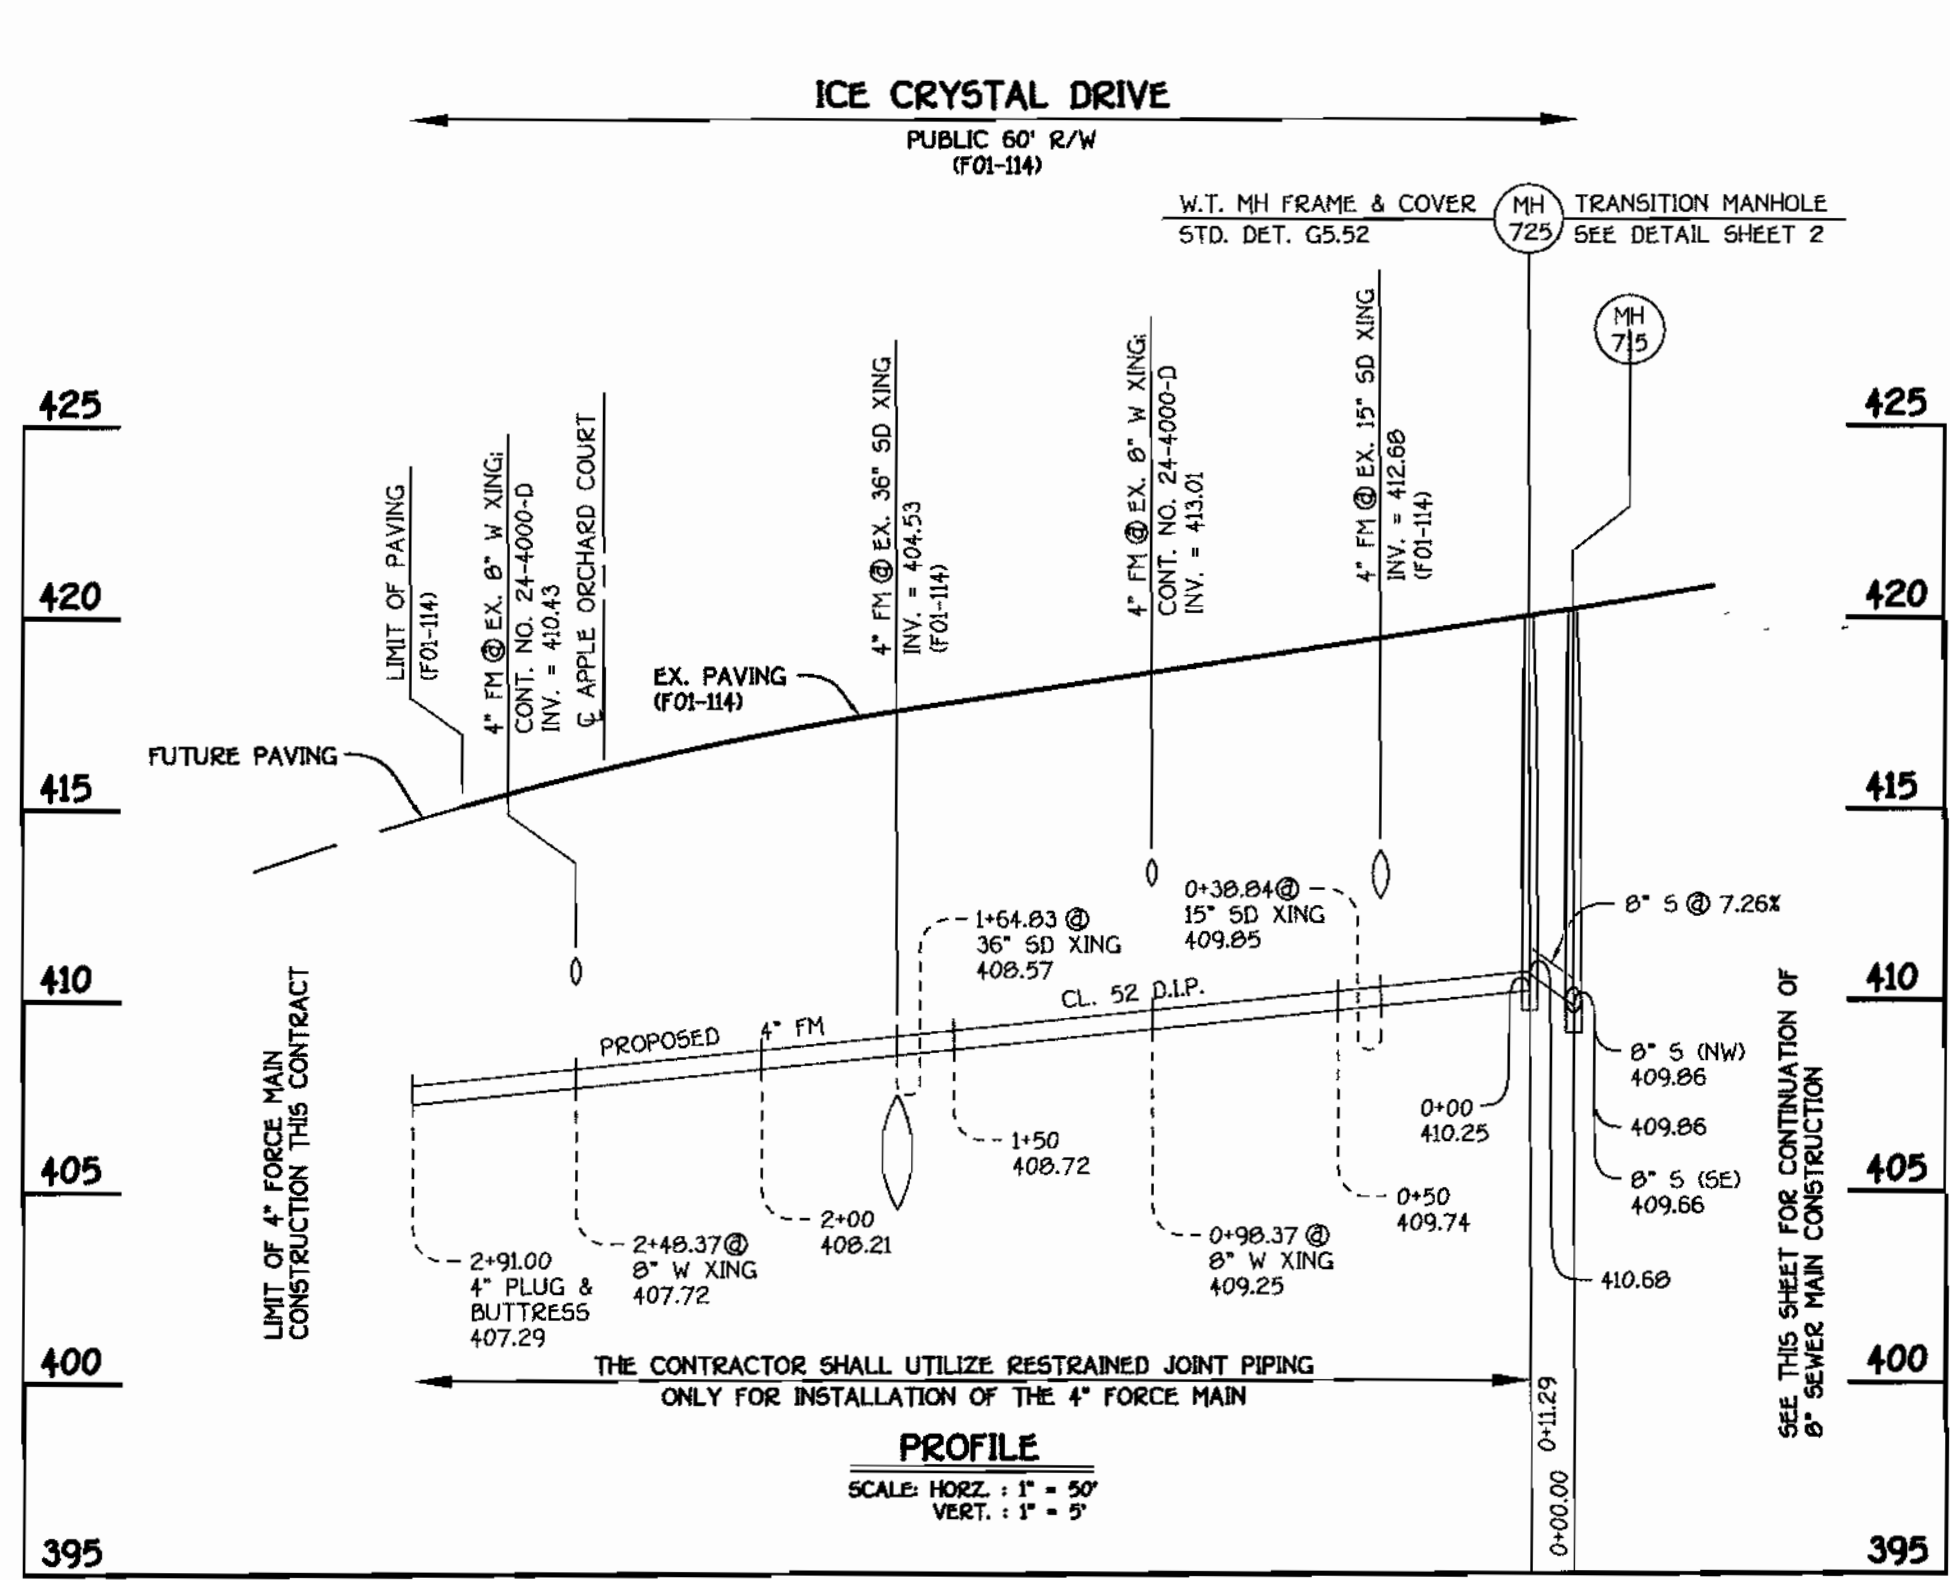 ICE CRYSTAL DRIVE
PUBLIC 60' R/W
(F01-114)
W.T. MH FRAME & COVER
STD. DET. G5.52
MH
725
TRANSITION MANHOLE
SEE DETAIL SHEET 2
MH
715
425
420
415
410
405
400
395
LIMIT OF PAVING
(F01-114)
4" FM @ EX. 8" W XING;
CONT. NO. 24-4000-D
INV. = 410.43
℄ APPLE ORCHARD COURT
4" FM @ EX. 36" SD XING
INV. = 404.53
(F01-114)
4" FM @ EX. 8" W XING;
CONT. NO. 24-4000-D
INV. = 413.01
4" FM @ EX. 15" SD XING
INV. = 412.68
(F01-114)
425
420
415
410
405
400
395
EX. PAVING
(F01-114)
FUTURE PAVING
1+64.83 @
36" SD XING
408.57
0+38.84@
15" SD XING
409.85
8" S @ 7.26%
PROPOSED
4" FM
CL. 52 D.I.P.
LIMIT OF 4" FORCE MAIN
CONSTRUCTION THIS CONTRACT
2+91.00
4" PLUG &
BUTTRESS
407.29
2+48.37@
8" W XING
407.72
2+00
408.21
1+50
408.72
0+98.37 @
8" W XING
409.25
0+50
409.74
0+00
410.25
8" S (NW)
409.86
409.86
8" S (SE)
409.66
410.68
SEE THIS SHEET FOR CONTINUATION OF
8" SEWER MAIN CONSTRUCTION
THE CONTRACTOR SHALL UTILIZE RESTRAINED JOINT PIPING
ONLY FOR INSTALLATION OF THE 4" FORCE MAIN
0+11.29
0+00.00
PROFILE
SCALE: HORZ. : 1" = 50'
VERT. : 1" = 5'